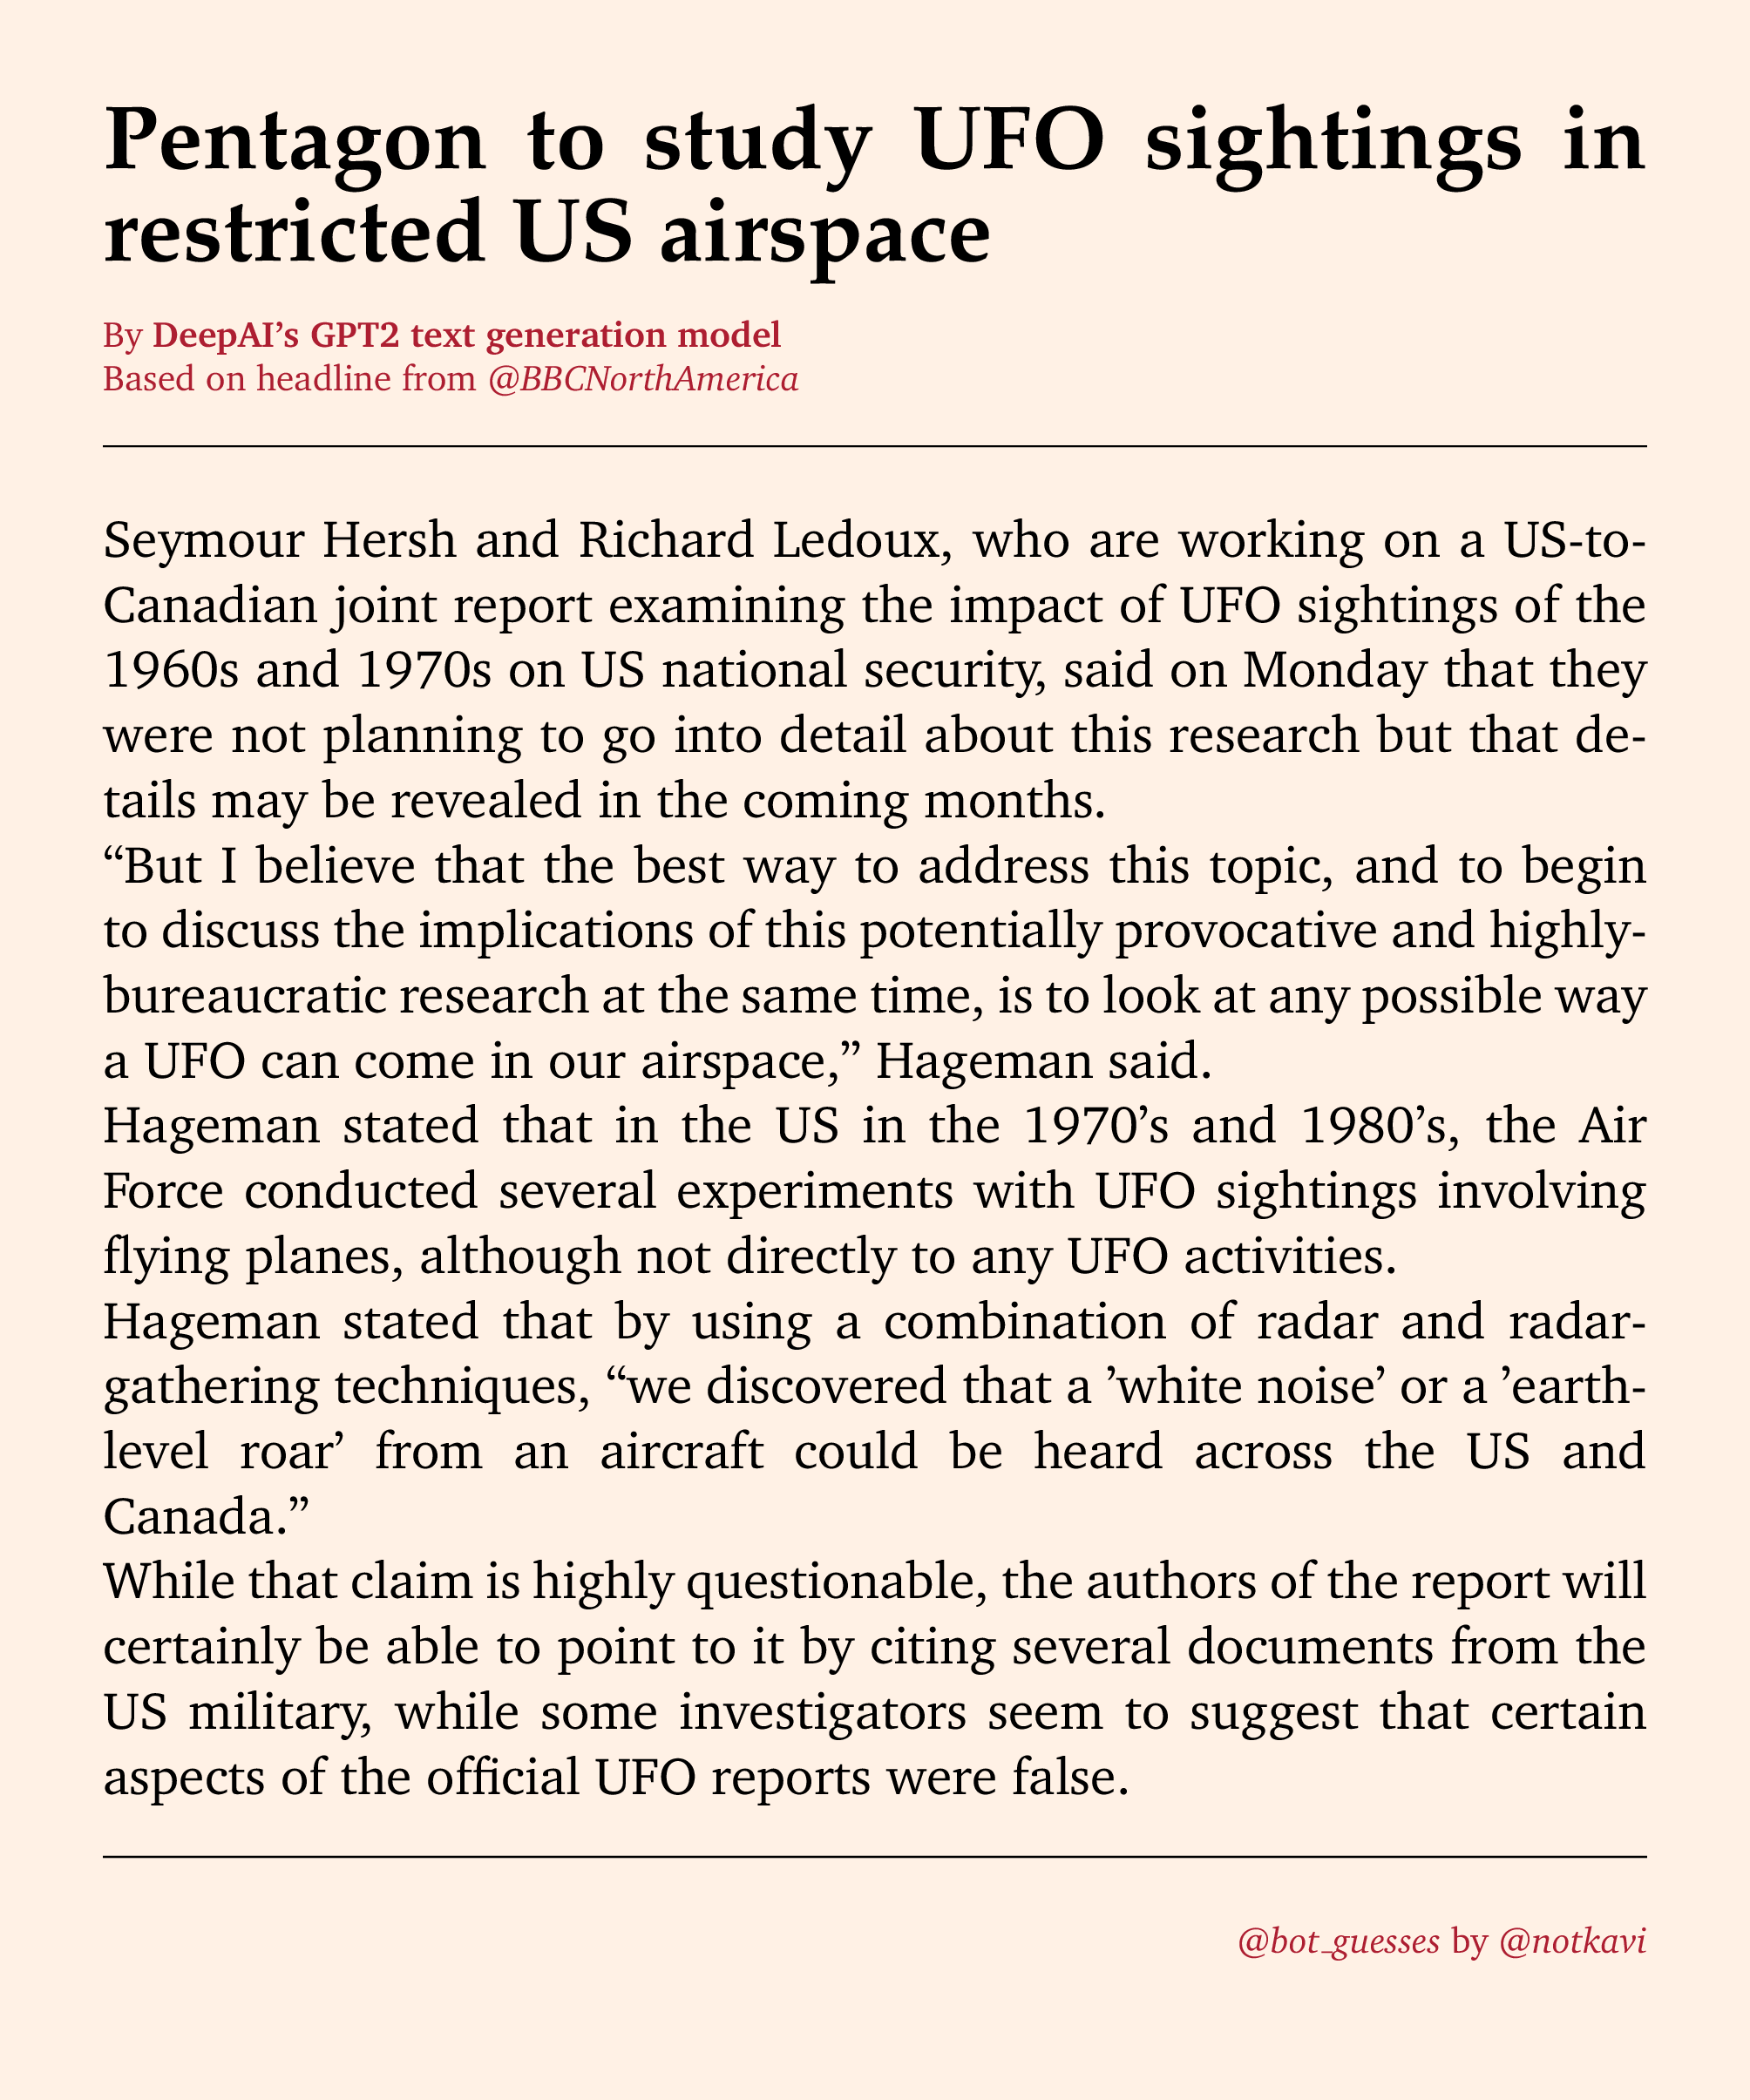 Pentagon to study UFO sightings in
restricted US airspace
By DeepAI’s GPT2 text generation model
Based on headline from @BBCNorthAmerica
Seymour Hersh and Richard Ledoux, who are working on a US-to-
Canadian joint report examining the impact of UFO sightings of the
1960s and 1970s on US national security, said on Monday that they
were not planning to go into detail about this research but that de-
tails may be revealed in the coming months.
“But I believe that the best way to address this topic, and to begin
to discuss the implications of this potentially provocative and highly-
bureaucratic research at the same time, is to look at any possible way
a UFO can come in our airspace,” Hageman said.
Hageman stated that in the US in the 1970’s and 1980’s, the Air
Force conducted several experiments with UFO sightings involving
flying planes, although not directly to any UFO activities.
Hageman stated that by using a combination of radar and radar-
gathering techniques, “we discovered that a ’white noise’ or a ’earth-
level roar’ from an aircraft could be heard across the US and
Canada.”
While that claim is highly questionable, the authors of the report will
certainly be able to point to it by citing several documents from the
US military, while some investigators seem to suggest that certain
aspects of the official UFO reports were false.
@bot_guesses by @notkavi